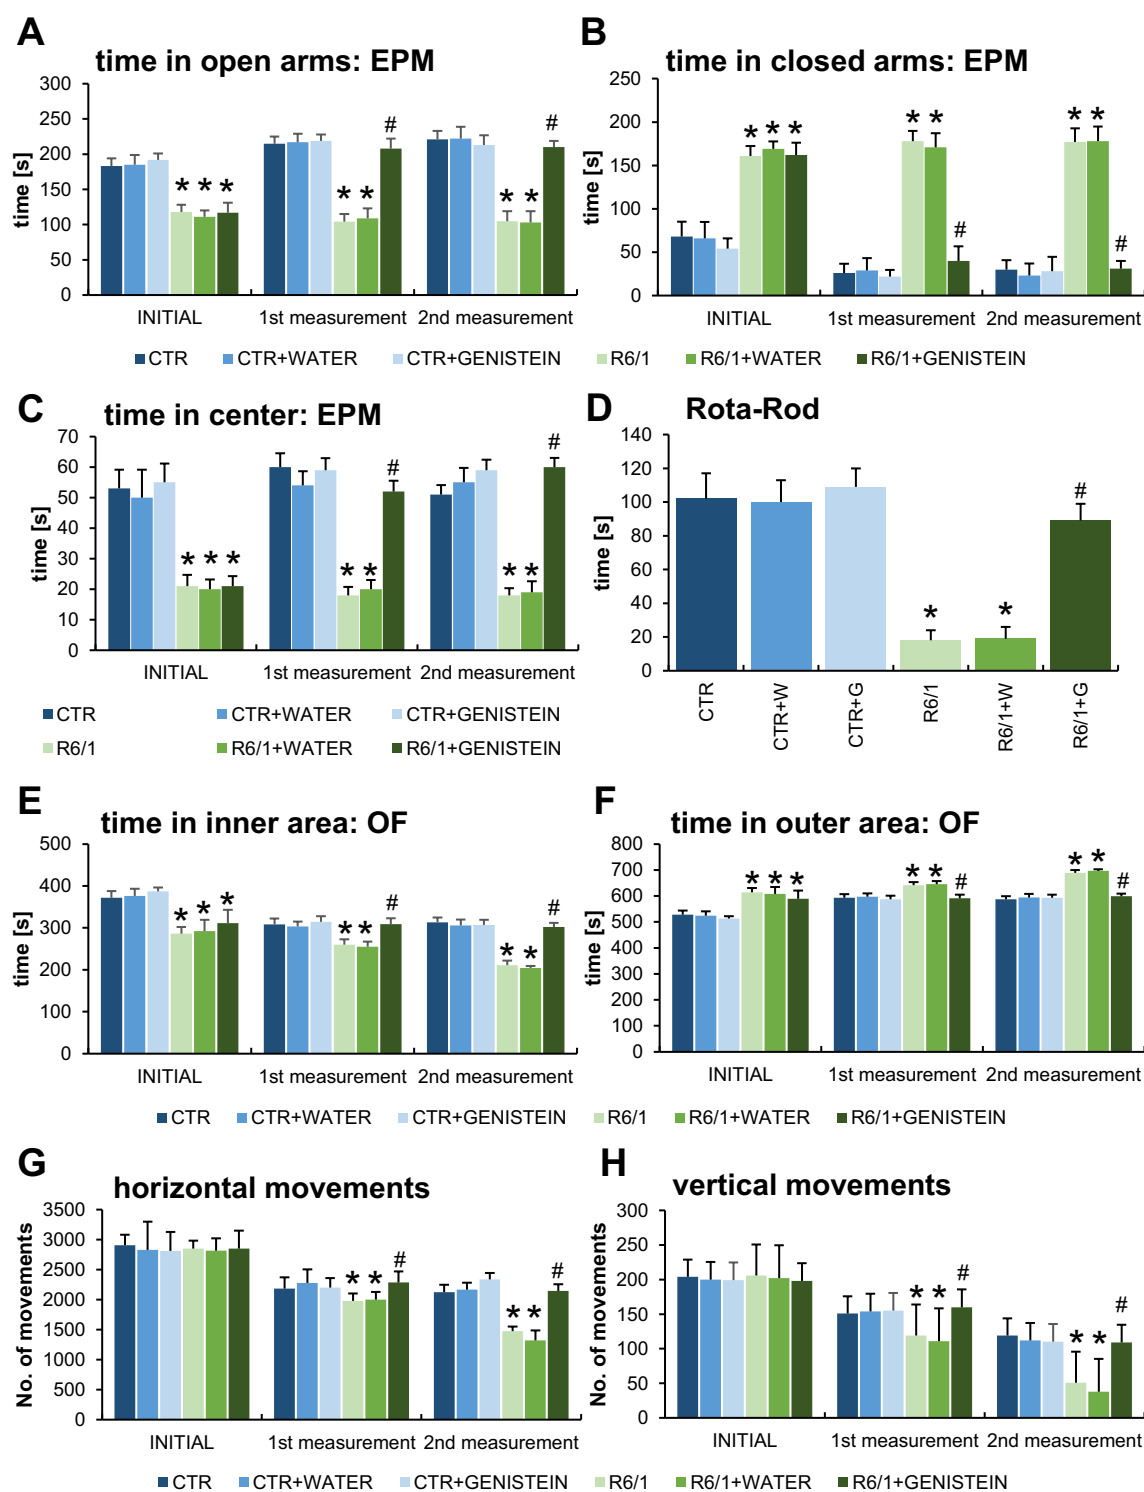 A
time in open arms: EPM
time [s]
300
250
200
150
100
50
0
* * *
* *
#
* *
#
INITIAL
1st measurement
2nd measurement
B
time in closed arms: EPM
time [s]
250
200
150
100
50
0
* * *
* *
#
* *
#
INITIAL
1st measurement
2nd measurement
CTR
CTR+WATER
CTR+GENISTEIN
R6/1
R6/1+WATER
R6/1+GENISTEIN
C
time in center: EPM
time [s]
70
60
50
40
30
20
10
0
* * *
* *
#
* *
#
INITIAL
1st measurement
2nd measurement
CTR
CTR+WATER
CTR+GENISTEIN
R6/1
R6/1+WATER
R6/1+GENISTEIN
D
Rota-Rod
time [s]
140
120
100
80
60
40
20
0
*
*
#
CTR
CTR+W
CTR+G
R6/1
R6/1+W
R6/1+G
E
time in inner area: OF
time [s]
500
400
300
200
100
0
* * *
* *
#
* *
#
INITIAL
1st measurement
2nd measurement
F
time in outer area: OF
time [s]
800
700
600
500
400
300
200
100
0
* * *
* *
#
* *
#
INITIAL
1st measurement
2nd measurement
CTR
CTR+WATER
CTR+GENISTEIN
R6/1
R6/1+WATER
R6/1+GENISTEIN
G
horizontal movements
No. of movements
3500
3000
2500
2000
1500
1000
500
0
* *
#
* *
#
INITIAL
1st measurement
2nd measurement
H
vertical movements
No. of movements
300
250
200
150
100
50
0
* *
#
* *
#
INITIAL
1st measurement
2nd measurement
CTR
CTR+WATER
CTR+GENISTEIN
R6/1
R6/1+WATER
R6/1+GENISTEIN